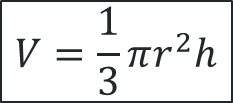 V = 1/3 πr²h